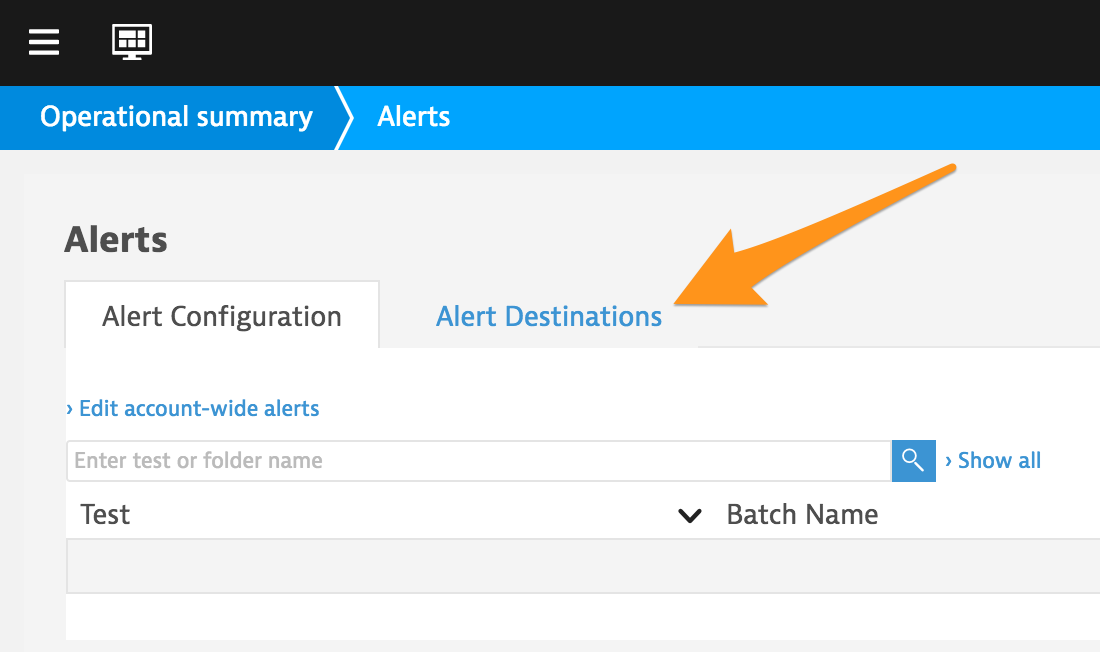 Operational summary
Alerts
Alerts
Alert Configuration
Alert Destinations
› Edit account-wide alerts
Enter test or folder name
› Show all
Test
Batch Name